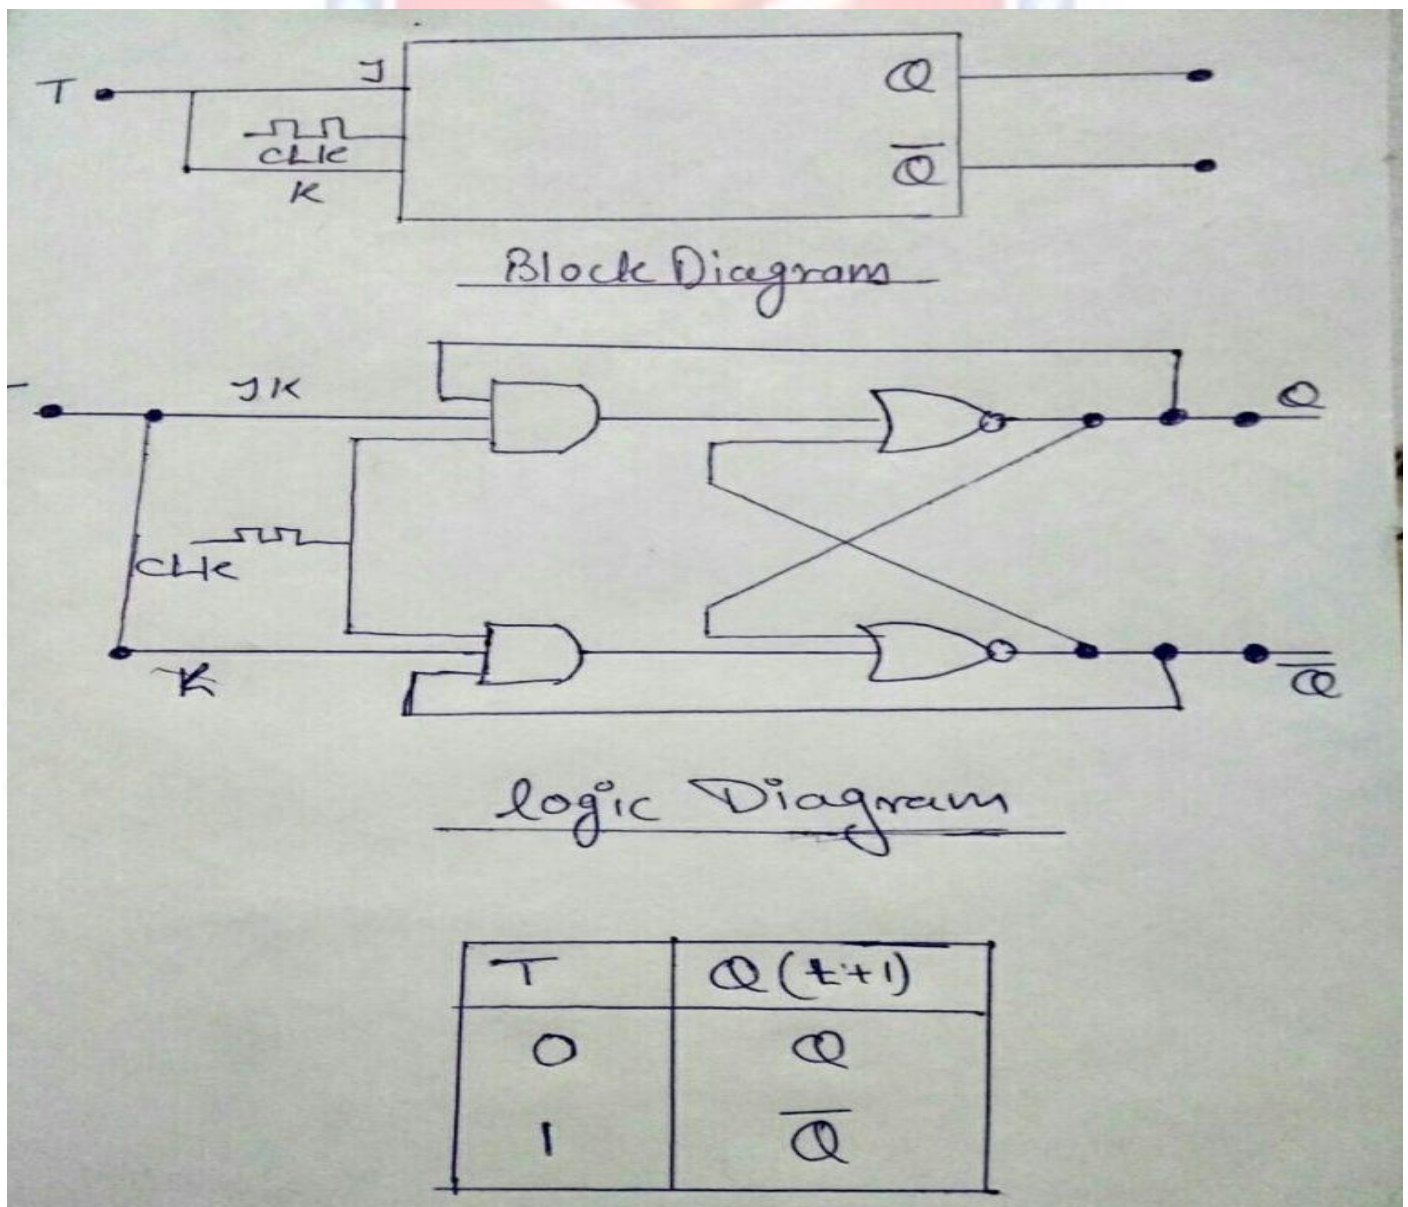 T J Q
CLK
K Q̅
Block Diagram
JK Q
CLK
K Q̅
logic Diagram
T Q(t+1)
0 Q
1 Q̅